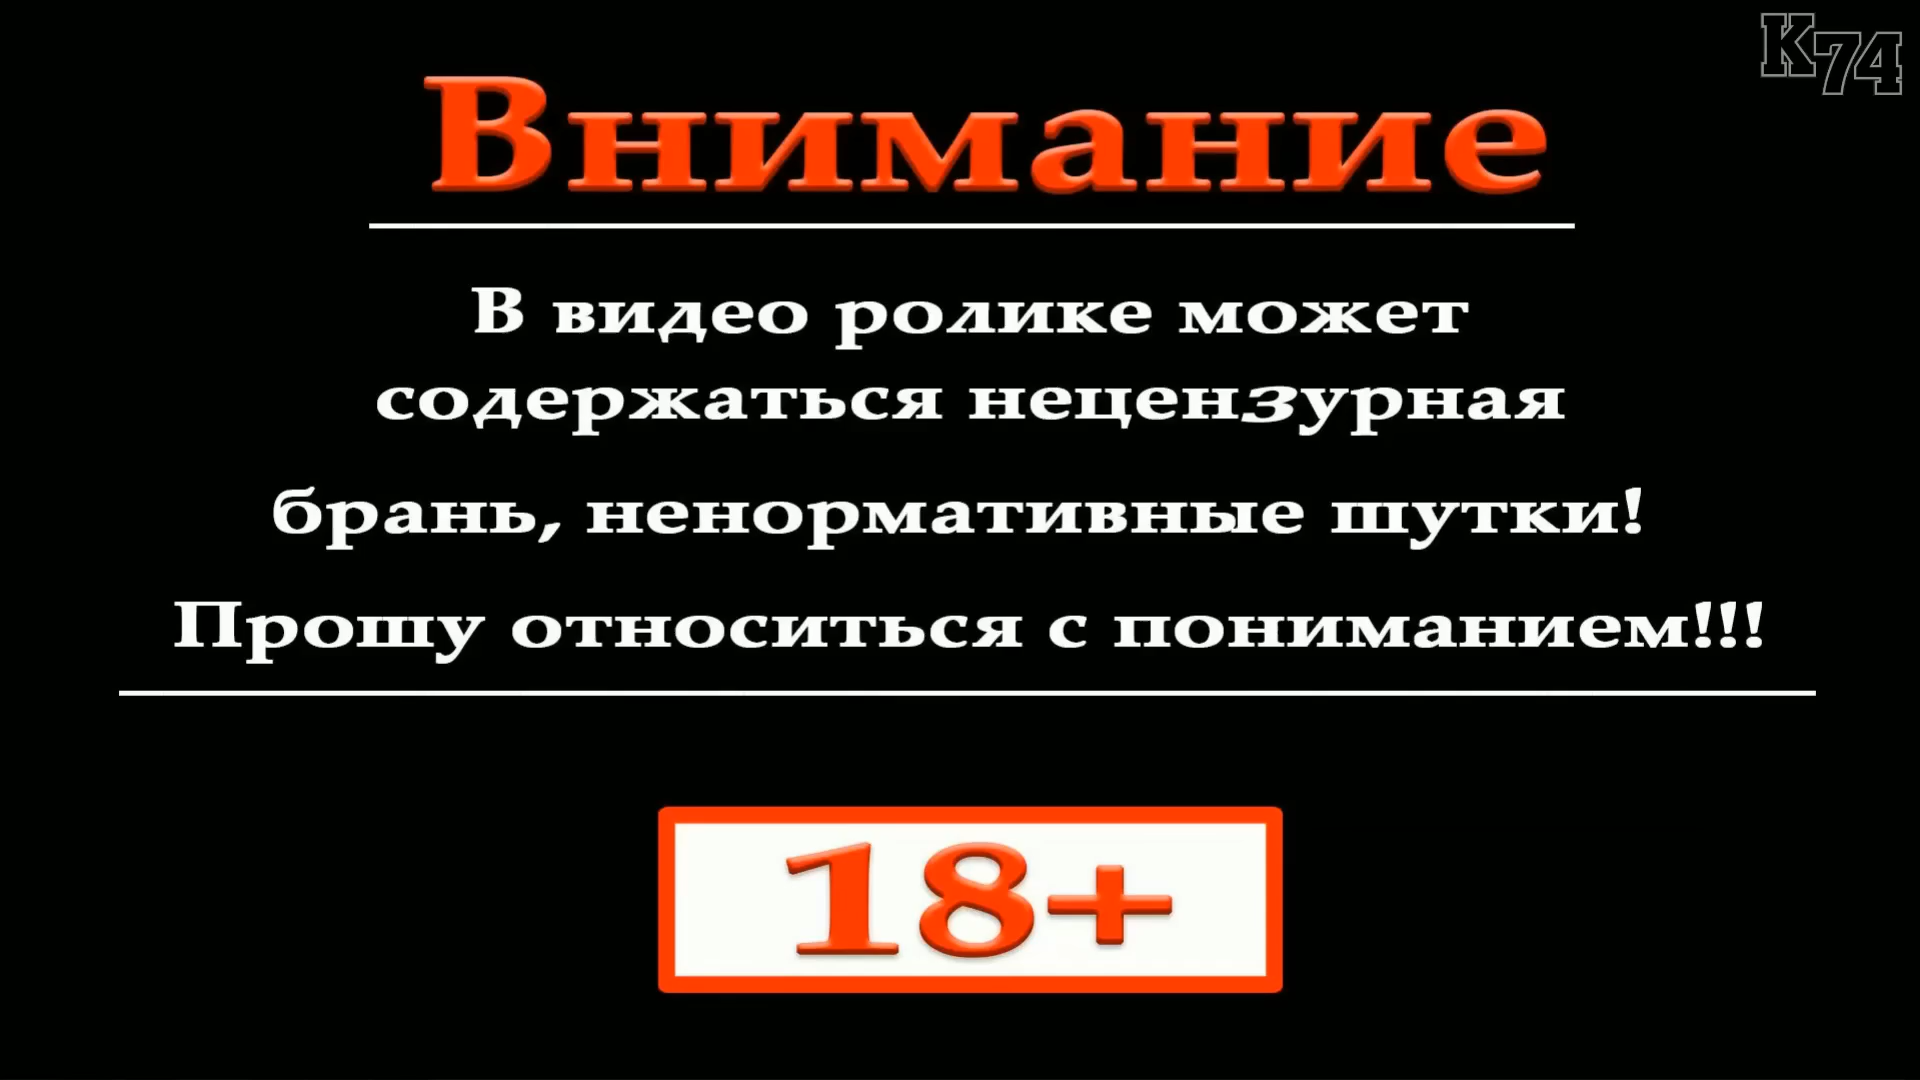 K74
Внимание
В видео ролике может
содержаться нецензурная
брань, ненормативные шутки!
Прошу относиться с пониманием!!!
18+